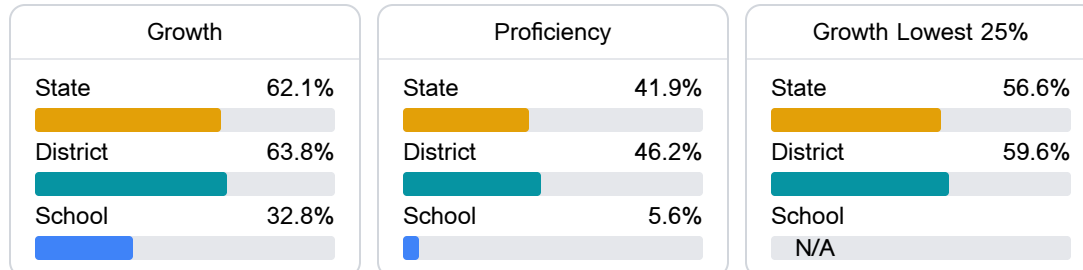 Growth
State 62.1%
District 63.8%
School 32.8%
Proficiency
State 41.9%
District 46.2%
School 5.6%
Growth Lowest 25%
State 56.6%
District 59.6%
School
N/A